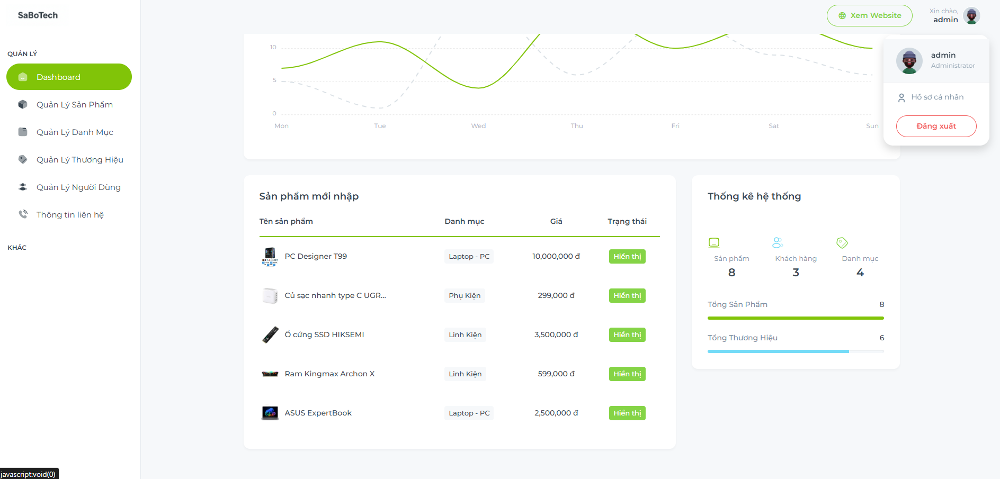 SaBoTech
QUẢN LÝ
Dashboard
Quản Lý Sản Phẩm
Quản Lý Danh Mục
Quản Lý Thương Hiệu
Quản Lý Người Dùng
Thông tin liên hệ
KHÁC
Xem Website
Xin chào,
admin
admin
Administrator
Hồ sơ cá nhân
Đăng xuất
10
5
0
Mon Tue Wed Thu Fri Sat Sun
Sản phẩm mới nhập
Tên sản phẩm Danh mục Giá Trạng thái
PC Designer T99 Laptop - PC 10,000,000 đ Hiển thị
Củ sạc nhanh type C UGR... Phụ Kiện 299,000 đ Hiển thị
Ổ cứng SSD HIKSEMI Linh Kiện 3,500,000 đ Hiển thị
Ram Kingmax Archon X Linh Kiện 599,000 đ Hiển thị
ASUS ExpertBook Laptop - PC 2,500,000 đ Hiển thị
Thống kê hệ thống
Sản phẩm Khách hàng Danh mục
8 3 4
Tổng Sản Phẩm 8
Tổng Thương Hiệu 6
javascript:void(0)